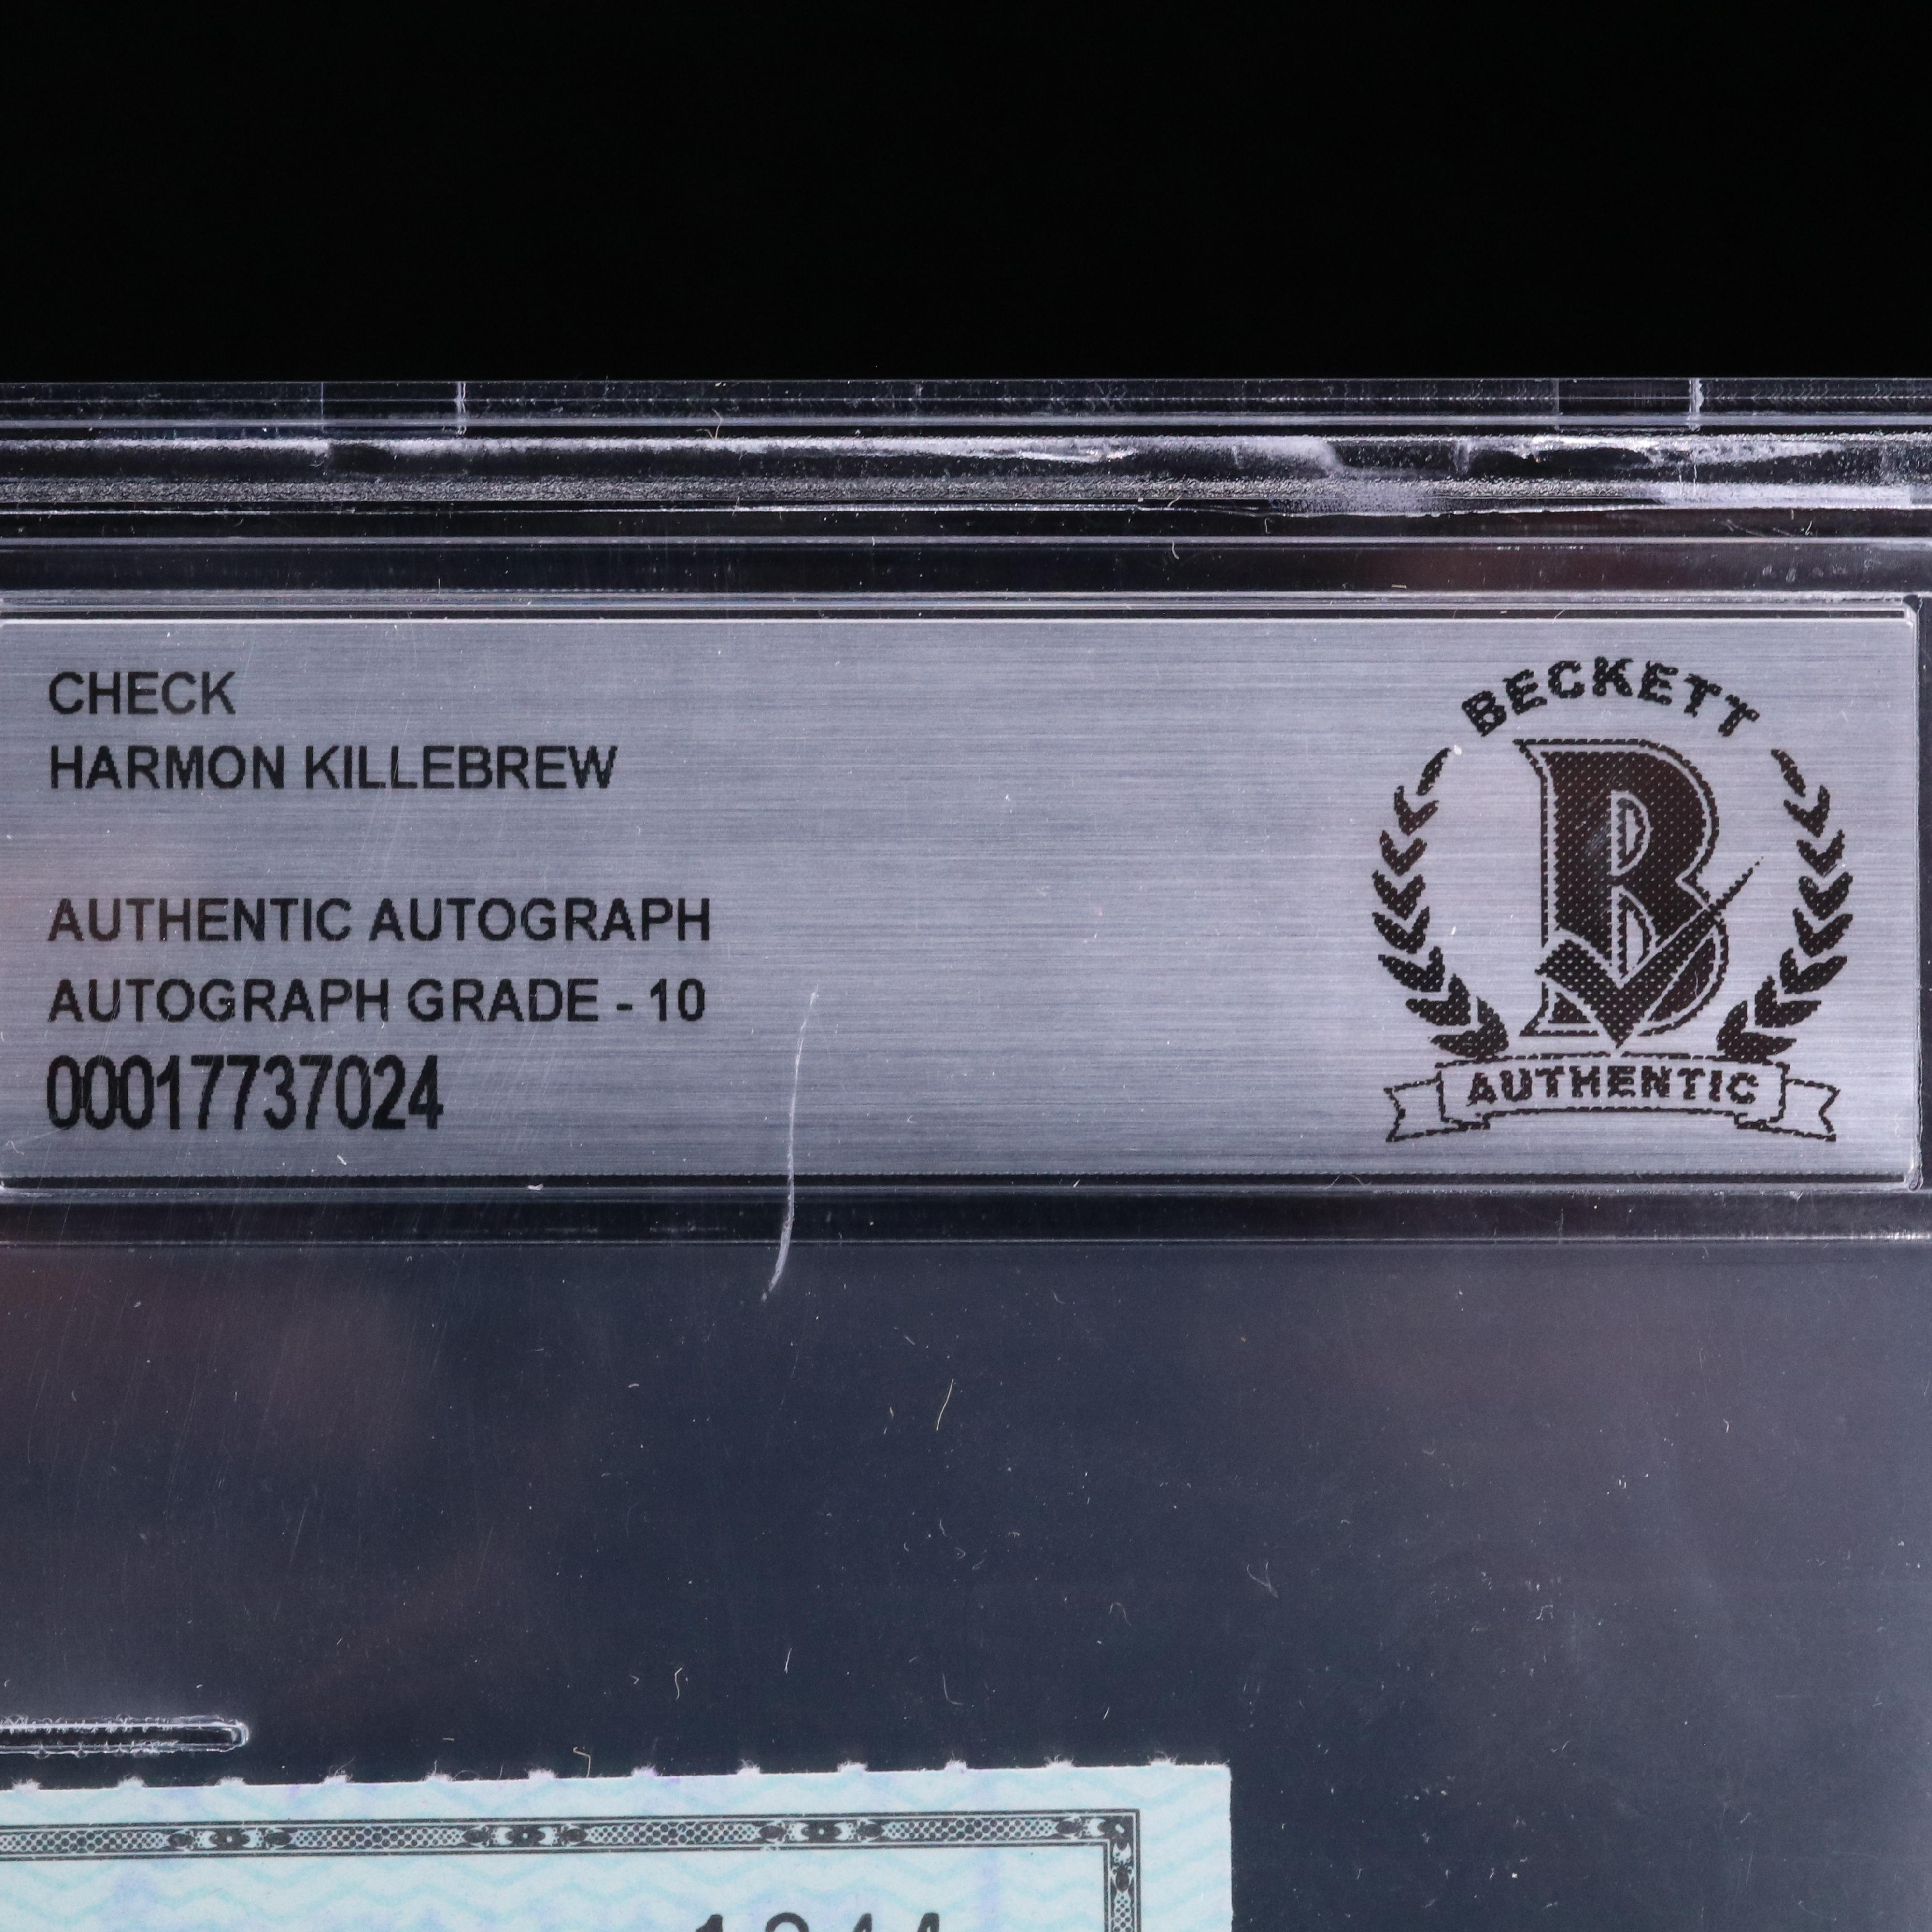 CHECK
HARMON KILLEBREW
AUTHENTIC AUTOGRAPH
AUTOGRAPH GRADE - 10
00017737024
BECKETT
B
AUTHENTIC